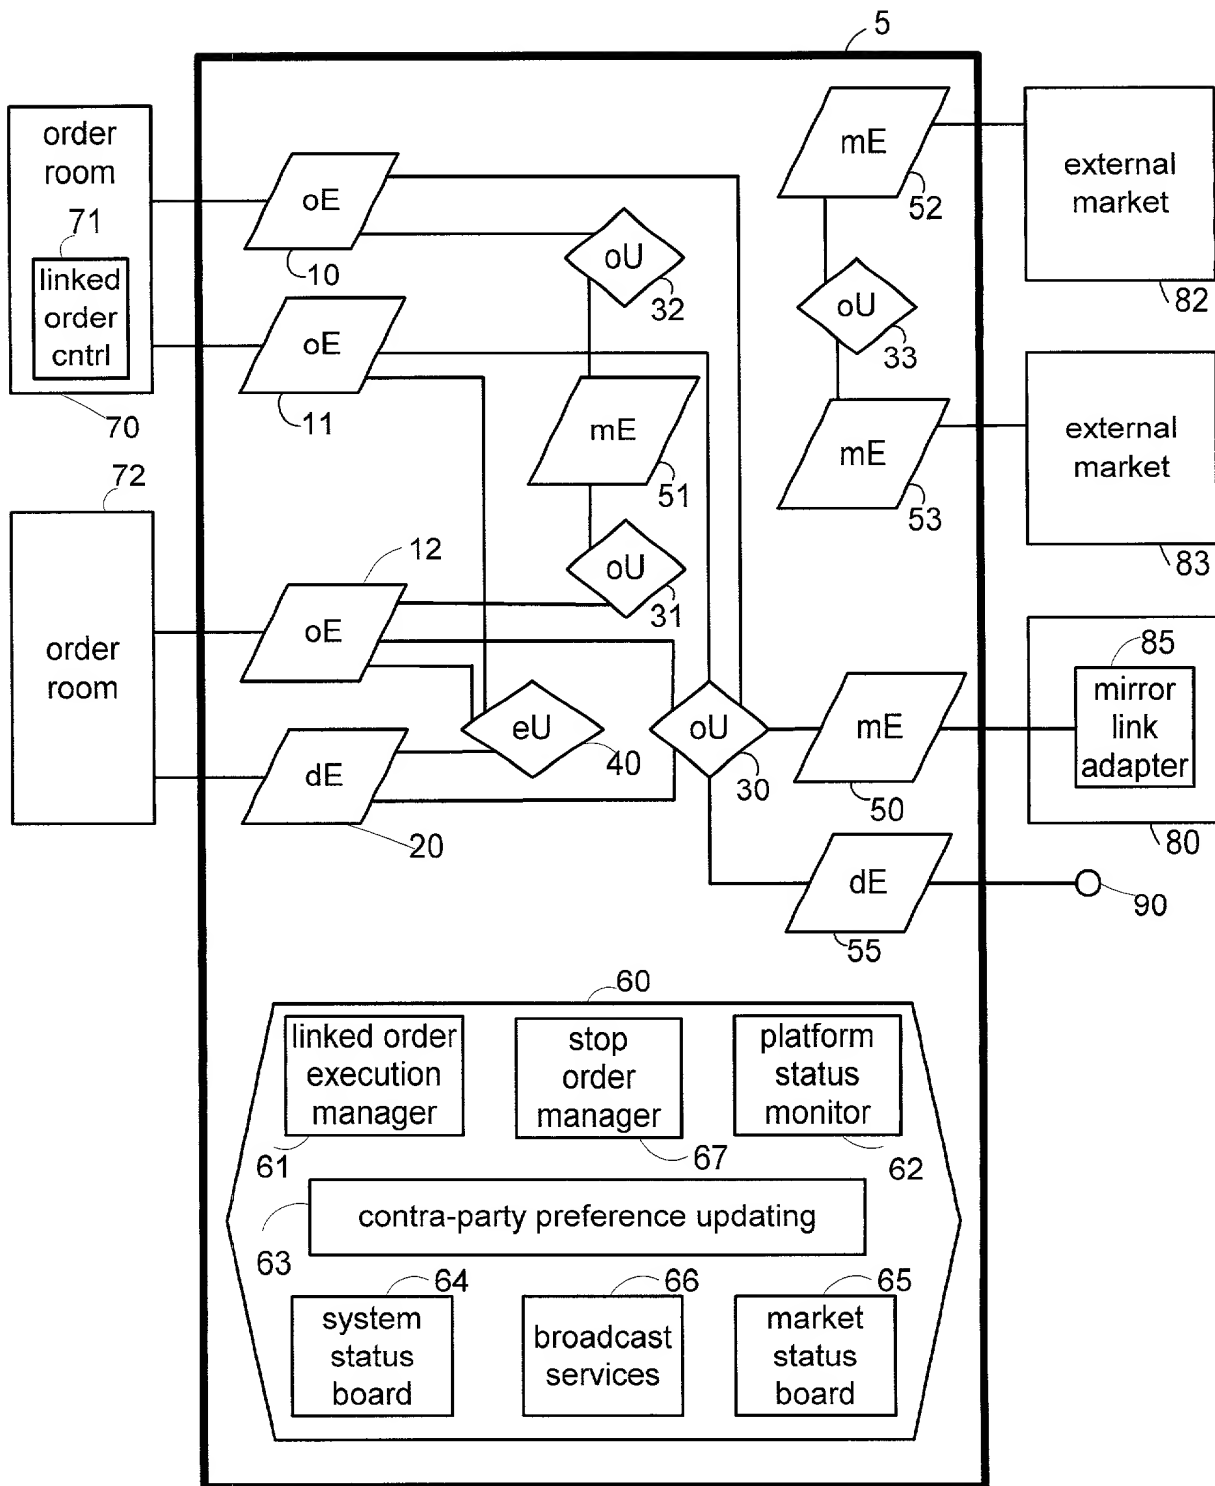 5
order
room
71
linked
order
cntrl
70
oE
10
oE
11
oU
32
mE
51
oU
31
mE
52
oU
33
mE
53
external
market
82
external
market
83
72
order
room
12
oE
dE
20
eU
40
oU
30
mE
50
dE
55
85
mirror
link
adapter
80
90
60
linked order
execution
manager
61
stop
order
manager
67
platform
status
monitor
62
contra-party preference updating
63
64
system
status
board
66
broadcast
services
65
market
status
board